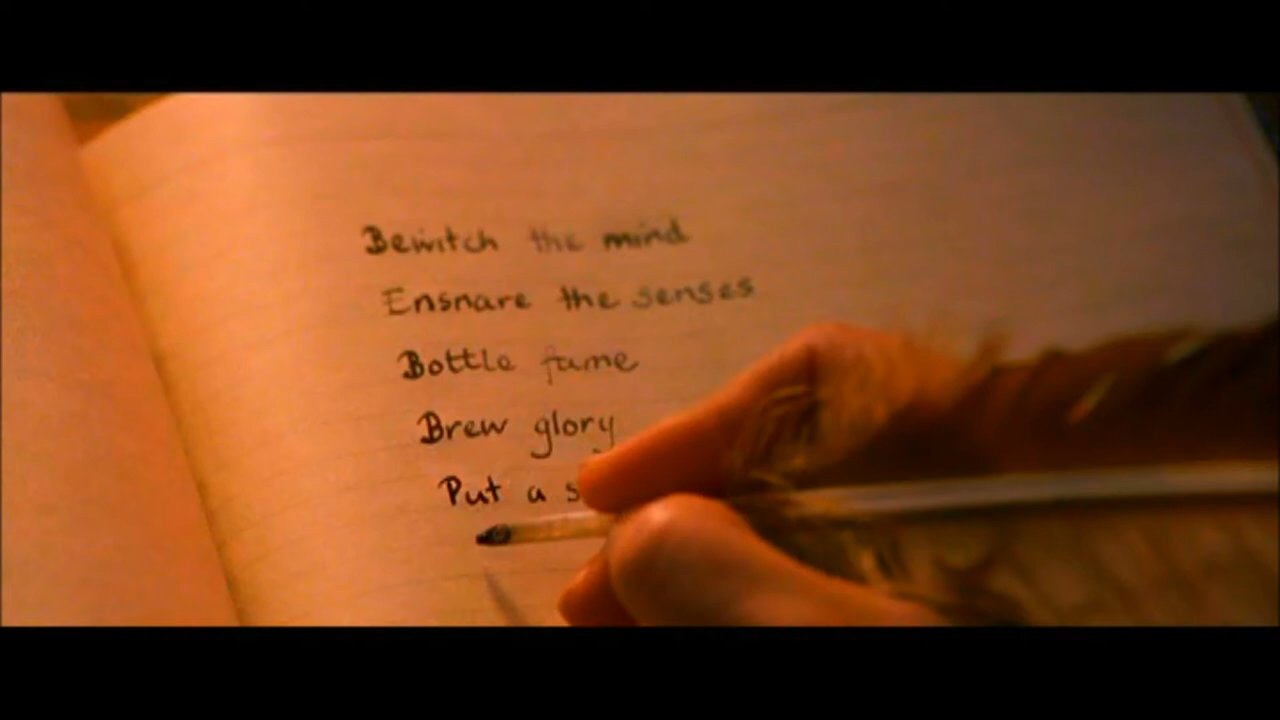 Bewitch the mind
Ensnare the senses
Bottle fame
Brew glory
Put a